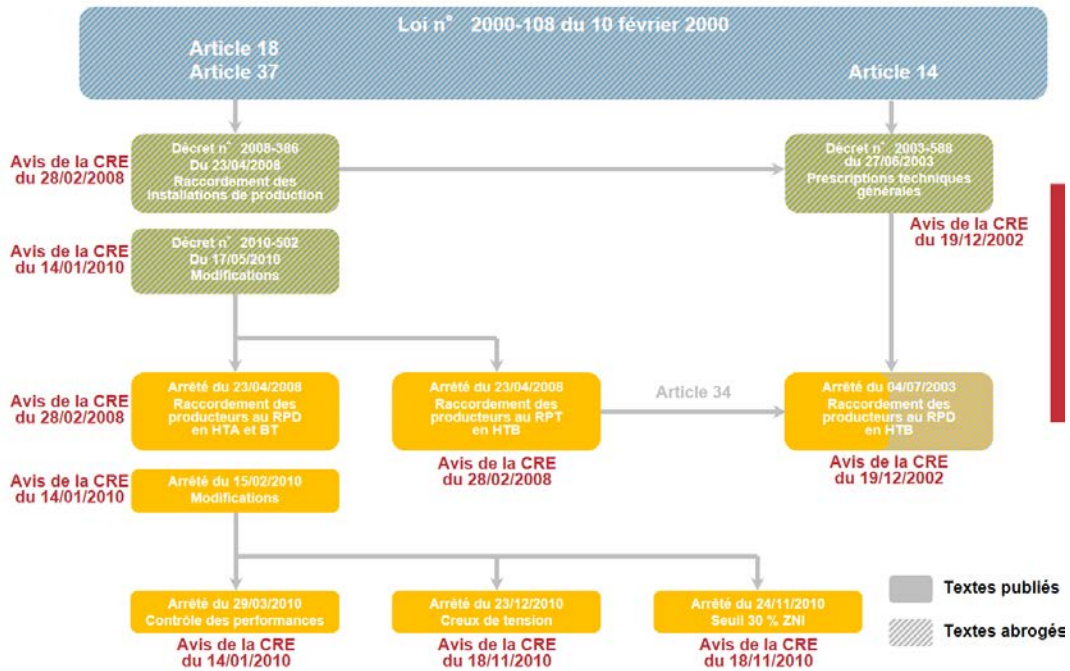 Loi n° 2000-108 du 10 février 2000
Article 18
Article 37
Article 14
Avis de la CRE
du 28/02/2008
Décret n° 2008-386
Du 23/04/2008
Raccordement des
installations de production
Décret n° 2003-588
du 27/06/2003
Prescriptions techniques
générales
Avis de la CRE
du 19/12/2002
Avis de la CRE
du 14/01/2010
Décret n° 2010-502
Du 17/05/2010
Modifications
Avis de la CRE
du 28/02/2008
Arrêté du 23/04/2008
Raccordement des
producteurs au RPD
en HTA et BT
Arrêté du 23/04/2008
Raccordement des
producteurs au RPT
en HTB
Article 34
Arrêté du 04/07/2003
Raccordement des
producteurs au RPD
en HTB
Avis de la CRE
du 28/02/2008
Avis de la CRE
du 19/12/2002
Avis de la CRE
du 14/01/2010
Arrêté du 15/02/2010
Modifications
Arrêté du 29/03/2010
Contrôle des performances
Arrêté du 23/12/2010
Creux de tension
Arrêté du 24/11/2010
Seuil 30 % ZNI
Avis de la CRE
du 14/01/2010
Avis de la CRE
du 18/11/2010
Avis de la CRE
du 18/11/2010
Textes publiés
Textes abrogés